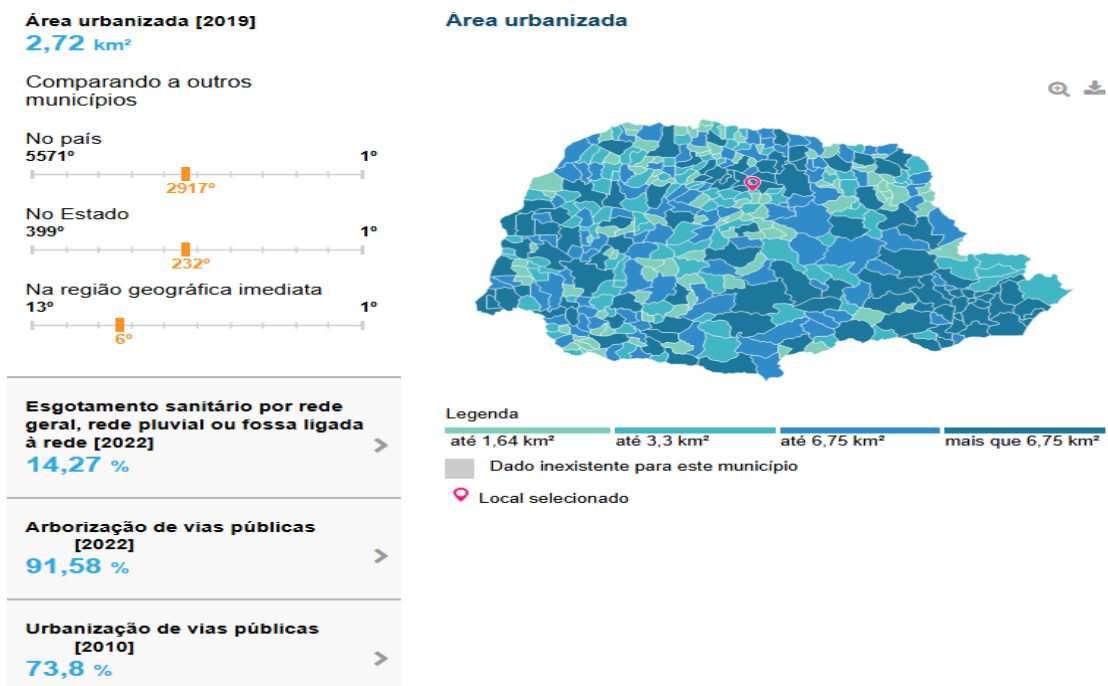 Área urbanizada [2019]
2,72 km²
Comparando a outros
municípios
No país
5571º 1º
2917º
No Estado
399º 1º
232º
Na região geográfica imediata
13º 1º
6º
Esgotamento sanitário por rede
geral, rede pluvial ou fossa ligada
à rede [2022]
14,27 %
Arborização de vias públicas
[2022]
91,58 %
Urbanização de vias públicas
[2010]
73,8 %
Área urbanizada
Legenda
até 1,64 km² até 3,3 km² até 6,75 km² mais que 6,75 km²
Dado inexistente para este município
Local selecionado